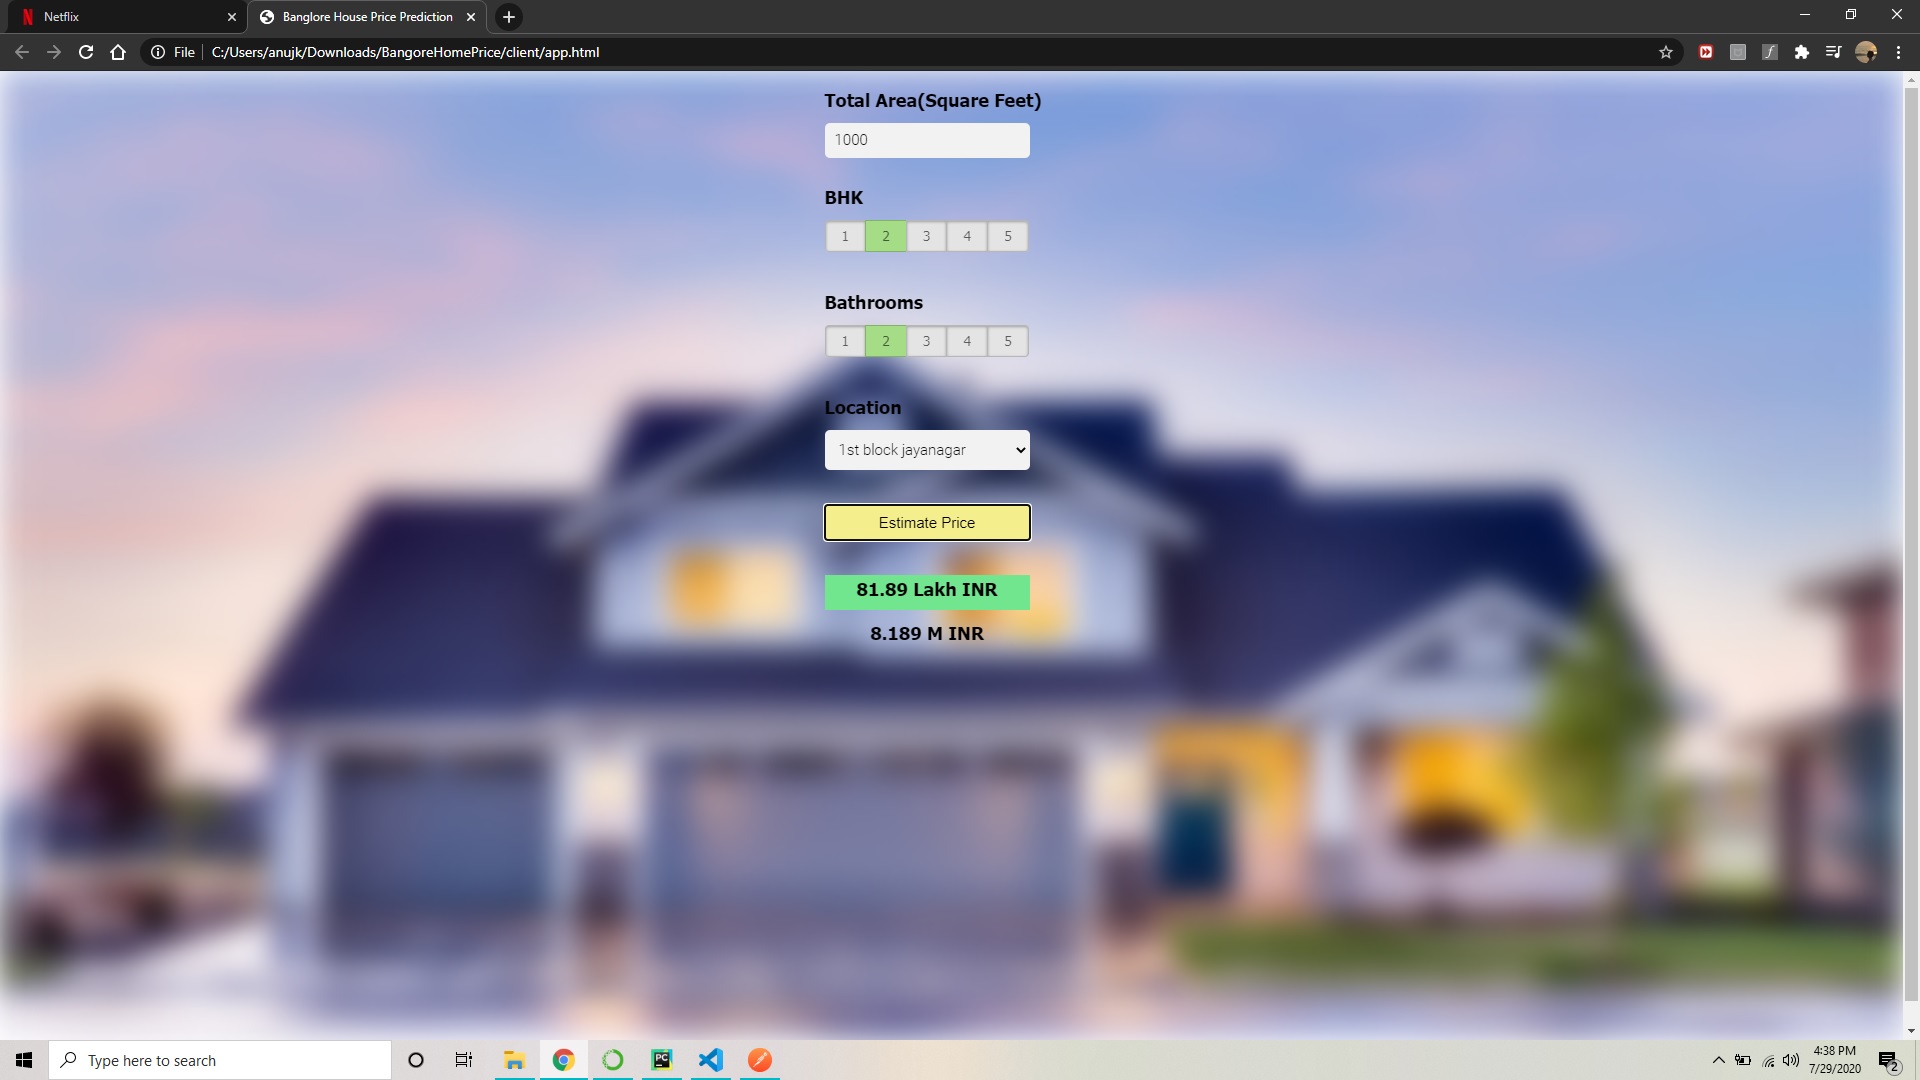 Netflix
Banglore House Price Prediction
File
C:/Users/anujk/Downloads/BangoreHomePrice/client/app.html
Total Area(Square Feet)
1000
BHK
1 2 3 4 5
Bathrooms
1 2 3 4 5
Location
1st block jayanagar
Estimate Price
81.89 Lakh INR
8.189 M INR
Type here to search
PC
4:38 PM
7/29/2020
2